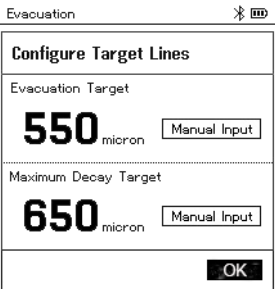 Evacuation
Configure Target Lines
Evacuation Target
550 micron Manual Input
Maximum Decay Target
650 micron Manual Input
OK